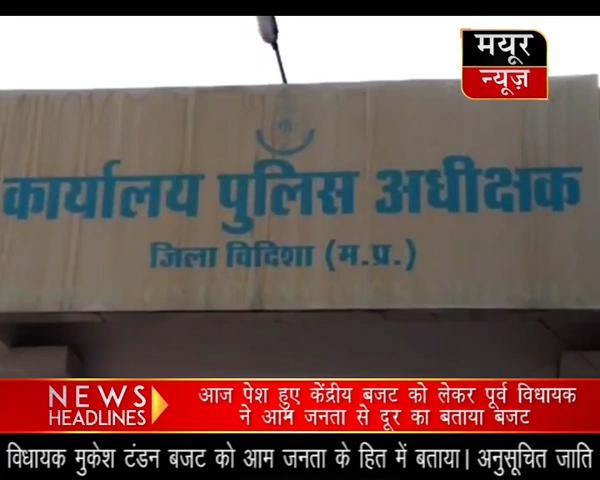 मयूर
न्यूज़
कार्यालय पुलिस अधीक्षक
जिला विदिशा (म.प्र.)
NEWS
HEADLINES
आज पेश हुए केंद्रीय बजट को लेकर पूर्व विधायक
ने आम जनता से दूर का बताया बजट
विधायक मुकेश टंडन बजट को आम जनता के हित में बताया। अनुसूचित जाति